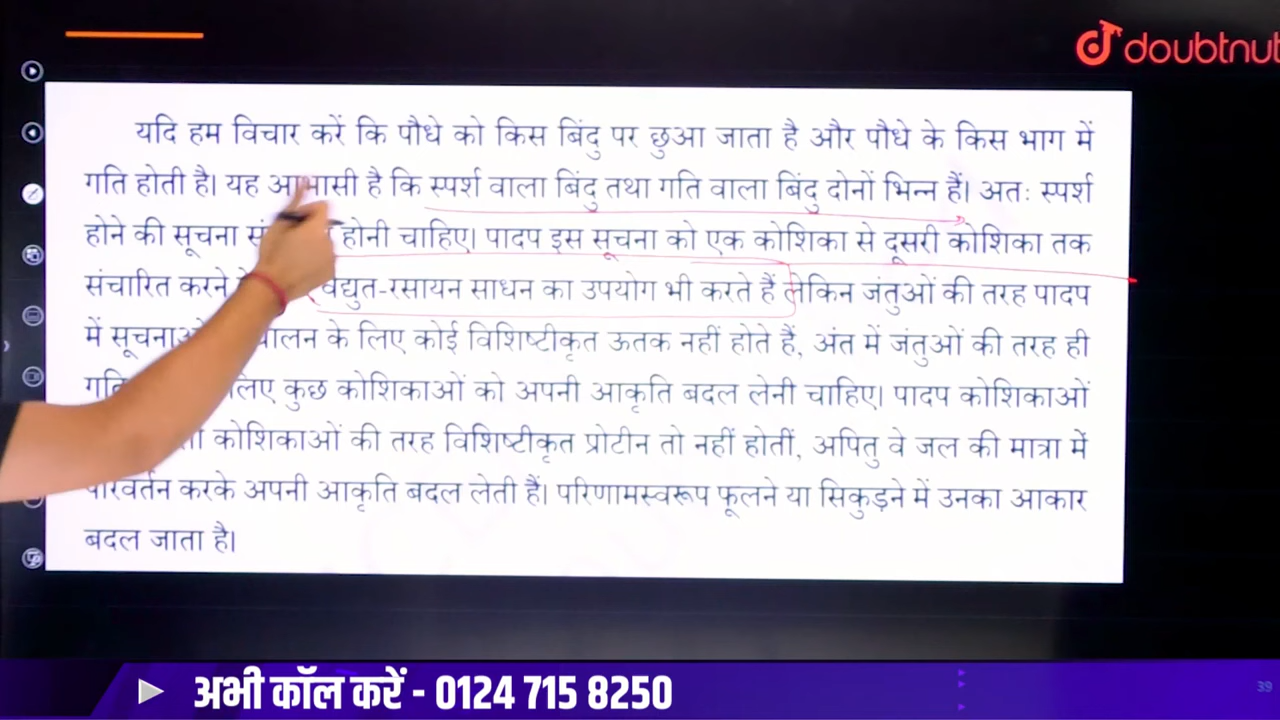 doubtnut
यदि हम विचार करें कि पौधे को किस बिंदु पर छुआ जाता है और पौधे के किस भाग में
गति होती है। यह आभासी है कि स्पर्श वाला बिंदु तथा गति वाला बिंदु दोनों भिन्न हैं। अतः स्पर्श
होने की सूचना होनी चाहिए। पादप इस सूचना को एक कोशिका से दूसरी कोशिका तक
संचारित करने विद्युत-रसायन साधन का उपयोग भी करते हैं लेकिन जंतुओं की तरह पादप
में सूचनाओं के लिए कोई विशिष्टीकृत ऊतक नहीं होते हैं, अंत में जंतुओं की तरह ही
गति लिए कुछ कोशिकाओं को अपनी आकृति बदल लेनी चाहिए। पादप कोशिकाओं
कोशिकाओं की तरह विशिष्टीकृत प्रोटीन तो नहीं होतीं, अपितु वे जल की मात्रा में
परिवर्तन करके अपनी आकृति बदल लेती हैं। परिणामस्वरूप फूलने या सिकुड़ने में उनका आकार
बदल जाता है।
अभी कॉल करें - 0124 715 8250
39